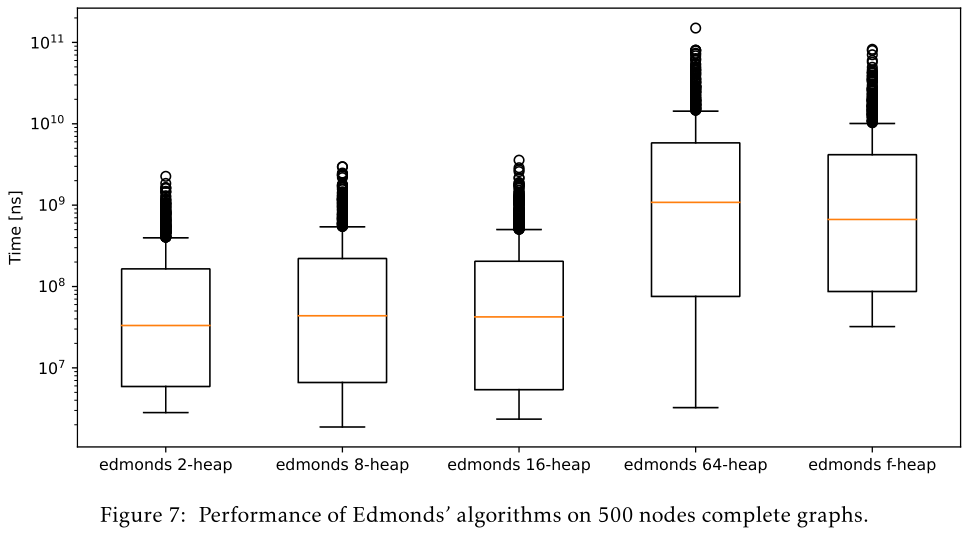 10¹¹
10¹⁰
10⁹
10⁸
10⁷
Time [ns]
edmonds 2-heap
edmonds 8-heap
edmonds 16-heap
edmonds 64-heap
edmonds f-heap
Figure 7: Performance of Edmonds’ algorithms on 500 nodes complete graphs.